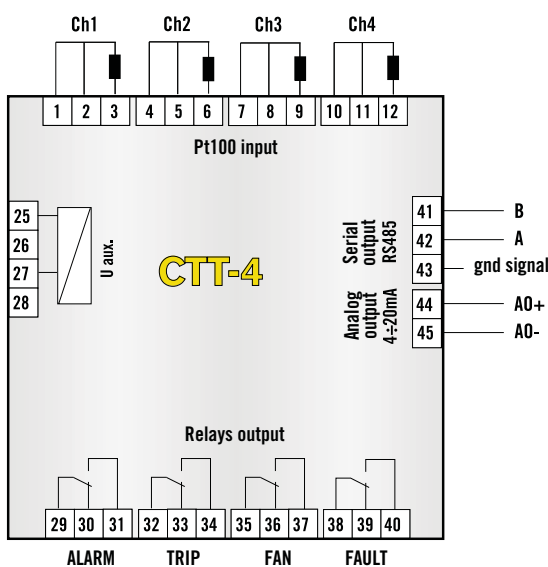 Ch1 Ch2 Ch3 Ch4
1 2 3 4 5 6 7 8 9 10 11 12
Pt100 input
25
26
27
28
U aux.
CTT-4
Serial
output
RS485
41 B
42 A
43 gnd signal
Analog
output
4÷20mA
44 AO+
45 AO-
Relays output
29 30 31 32 33 34 35 36 37 38 39 40
ALARM TRIP FAN FAULT